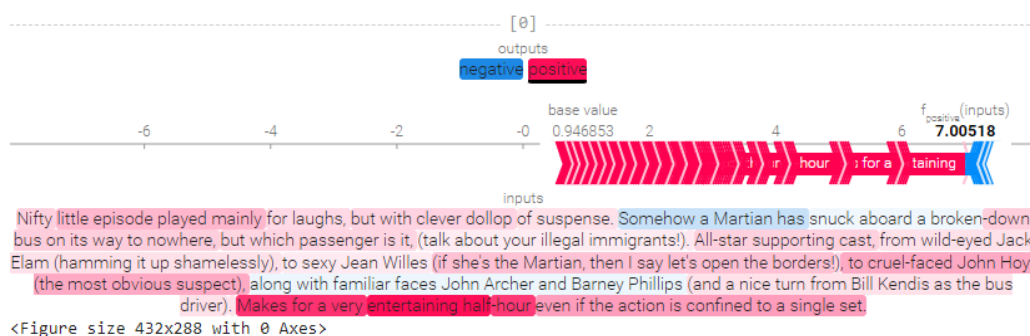 [0]
outputs
negative positive
base value f_positive(inputs)
-6 -4 -2 -0 0.946853 2 4 6 7.00518
hour s for a taining
inputs
Nifty little episode played mainly for laughs, but with clever dollop of suspense. Somehow a Martian has snuck aboard a broken-down
bus on its way to nowhere, but which passenger is it, (talk about your illegal immigrants!). All-star supporting cast, from wild-eyed Jack
Elam (hamming it up shamelessly), to sexy Jean Willes (if she's the Martian, then I say let's open the borders!), to cruel-faced John Hoy
(the most obvious suspect), along with familiar faces John Archer and Barney Phillips (and a nice turn from Bill Kendis as the bus
driver). Makes for a very entertaining half-hour even if the action is confined to a single set.
<Figure size 432x288 with 0 Axes>